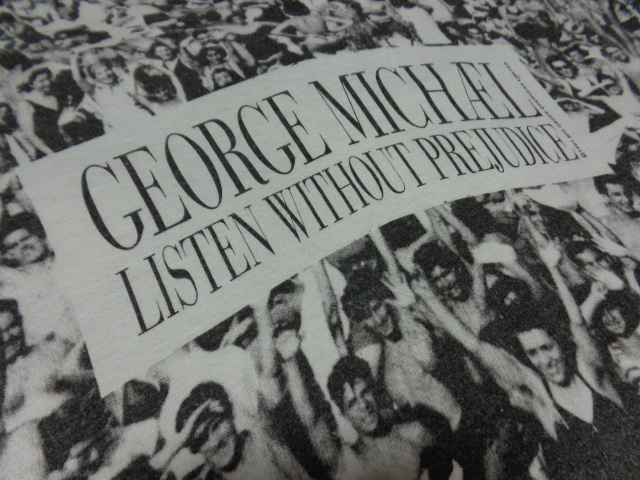 GEORGE MICHÆL
LISTEN WITHOUT PREJUDICE